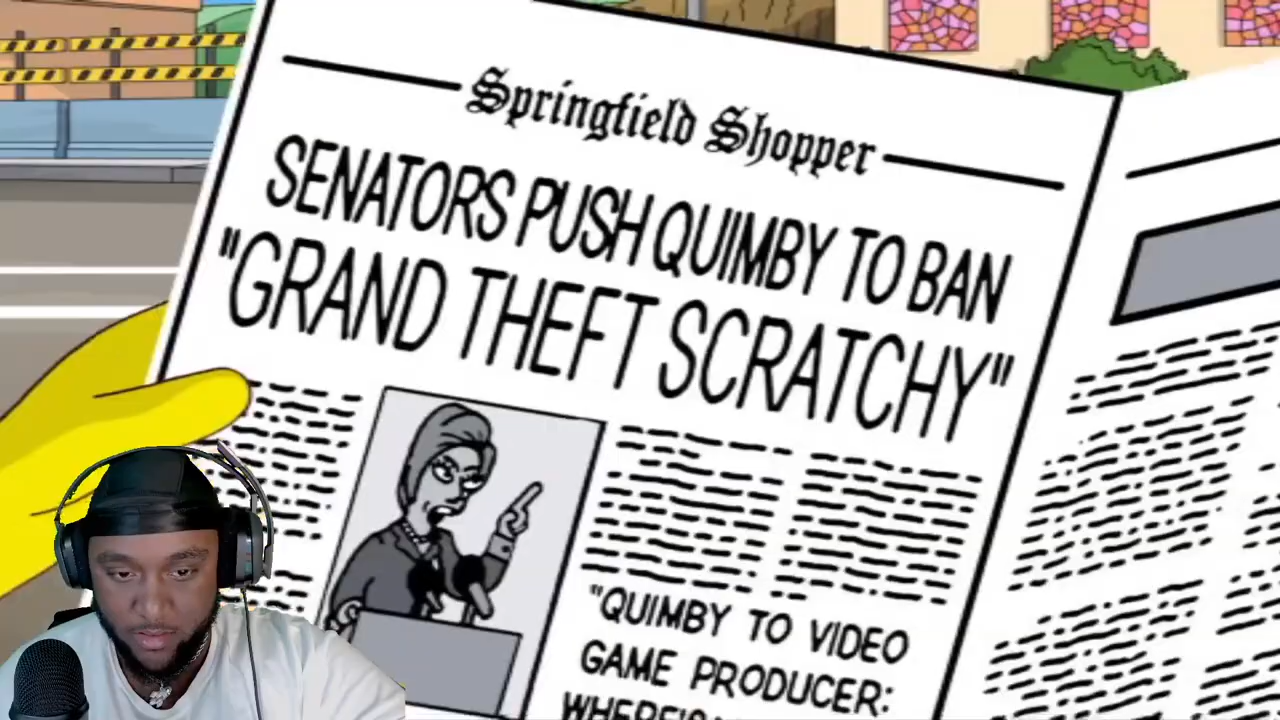 Springfield Shopper
SENATORS PUSH QUIMBY TO BAN
"GRAND THEFT SCRATCHY"
"QUIMBY TO VIDEO
GAME PRODUCER: